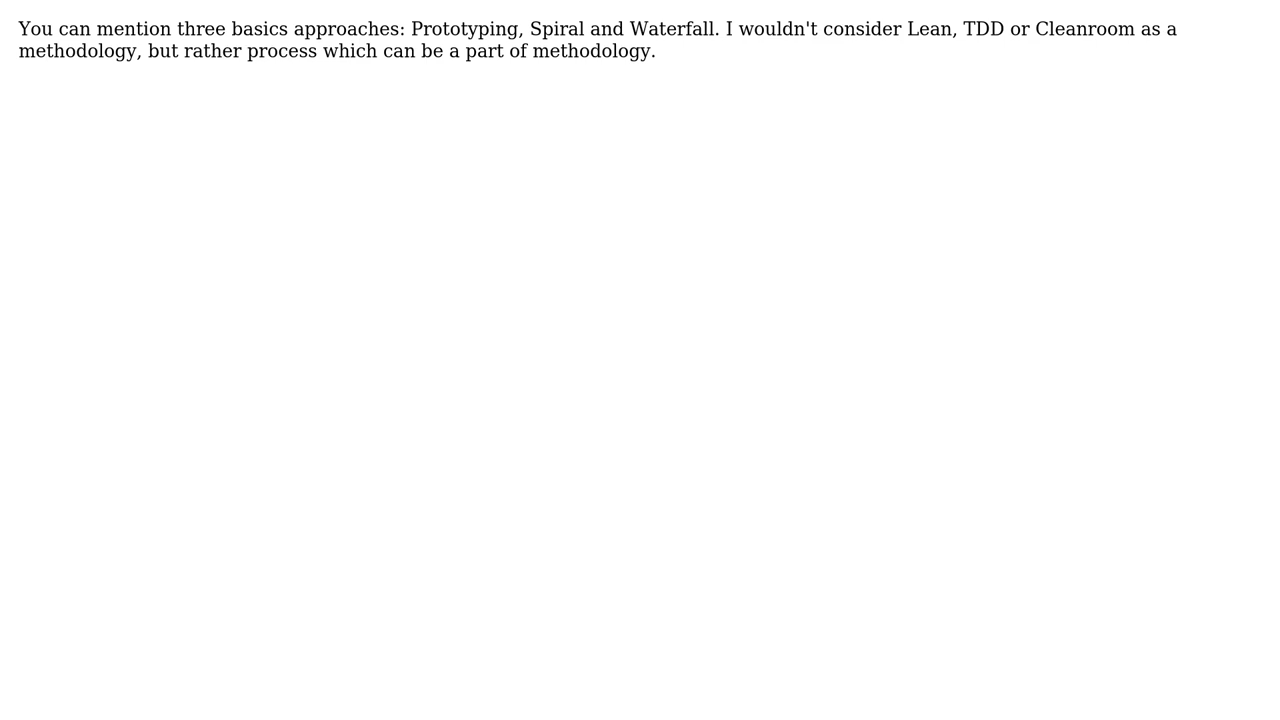 You can mention three basics approaches: Prototyping, Spiral and Waterfall. I wouldn't consider Lean, TDD or Cleanroom as a
methodology, but rather process which can be a part of methodology.